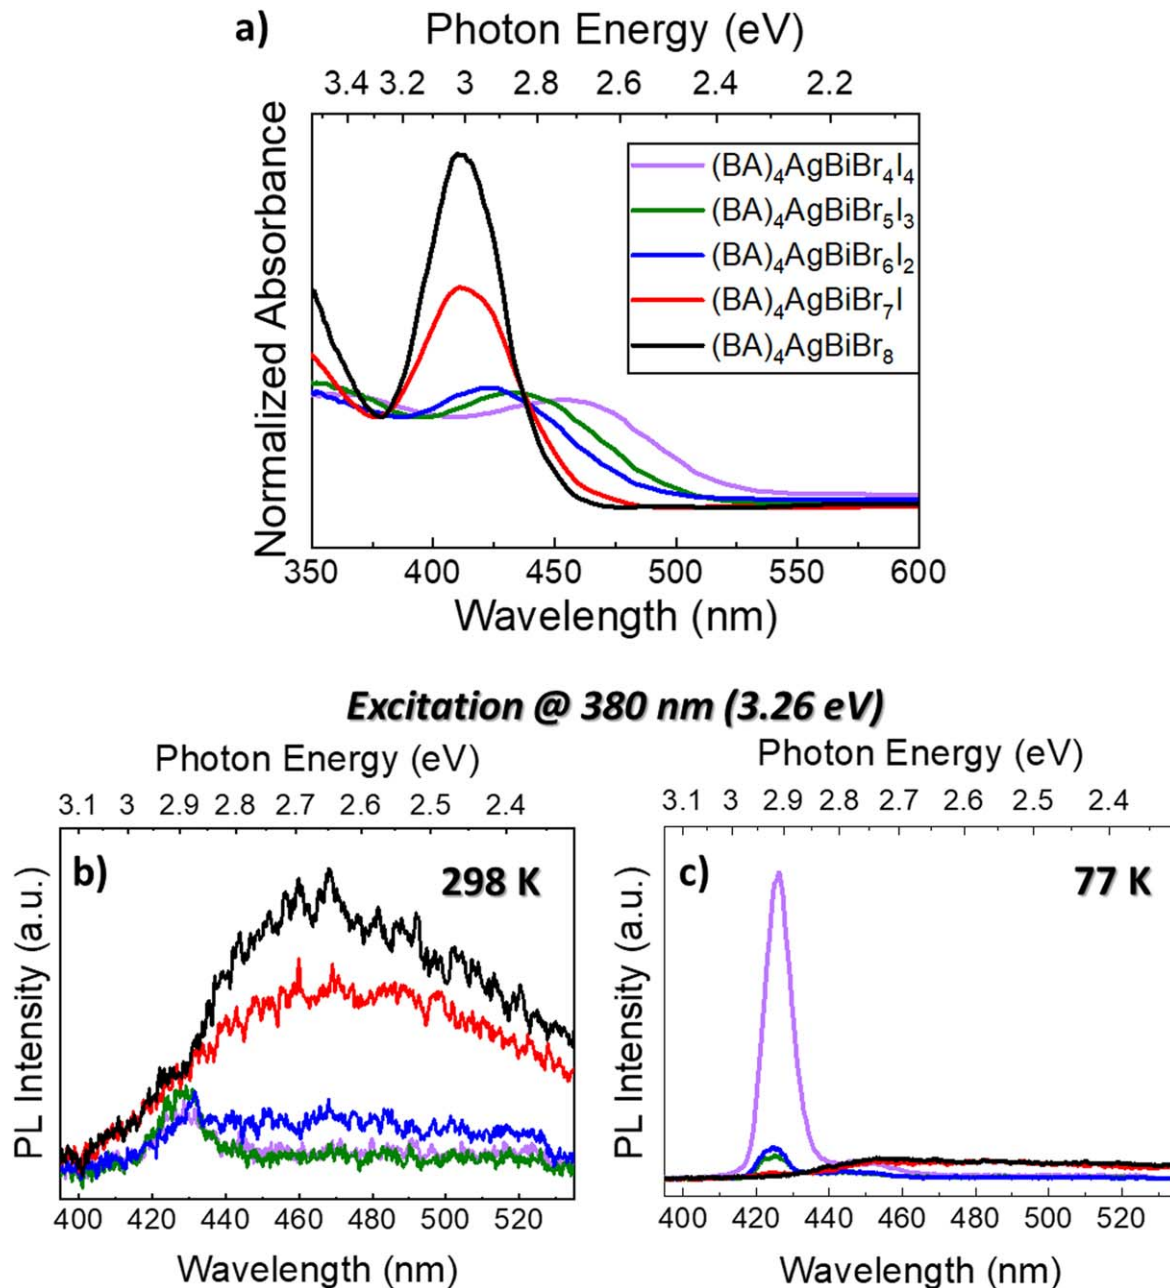 a)
Photon Energy (eV)
3.4 3.2 3 2.8 2.6 2.4 2.2
Normalized Absorbance
(BA)₄AgBiBr₄I₄
(BA)₄AgBiBr₅I₃
(BA)₄AgBiBr₆I₂
(BA)₄AgBiBr₇I
(BA)₄AgBiBr₈
350 400 450 500 550 600
Wavelength (nm)
Excitation @ 380 nm (3.26 eV)
Photon Energy (eV)
3.1 3 2.9 2.8 2.7 2.6 2.5 2.4
b)
298 K
PL Intensity (a.u.)
400 420 440 460 480 500 520
Wavelength (nm)
Photon Energy (eV)
3.1 3 2.9 2.8 2.7 2.6 2.5 2.4
c)
77 K
PL Intensity (a.u.)
400 420 440 460 480 500 520
Wavelength (nm)